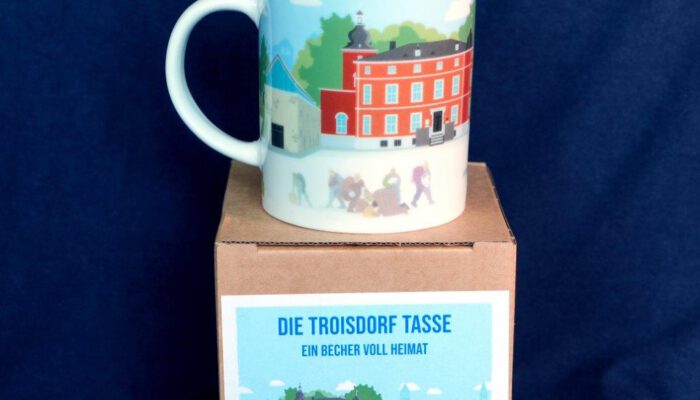 DIE TROISDORF TASSE
EIN BECHER VOLL HEIMAT